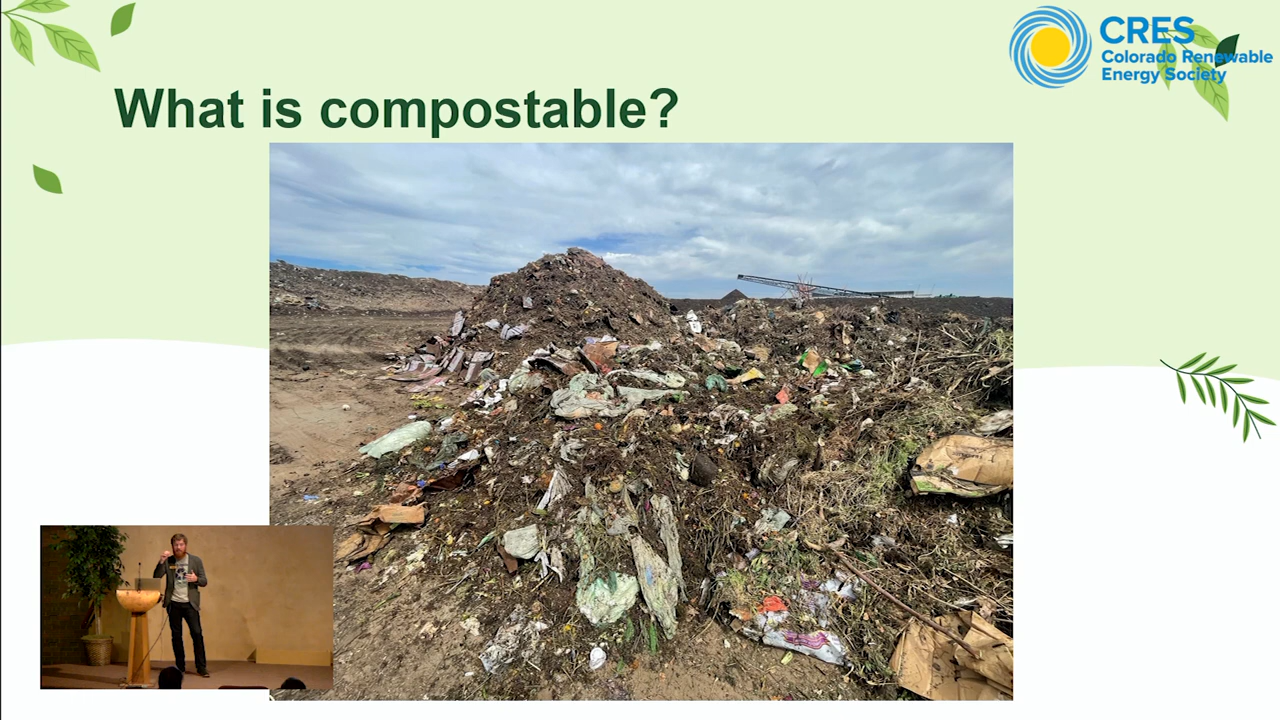 CRES
Colorado Renewable
Energy Society
What is compostable?